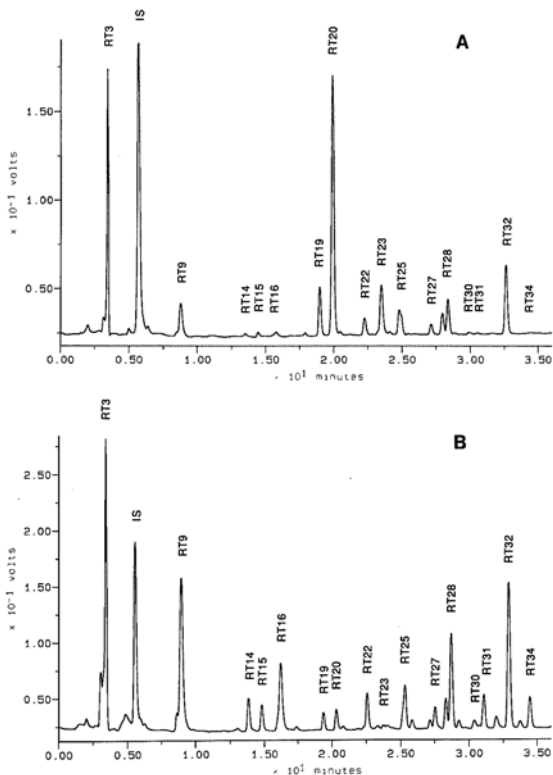 IS
RT3
RT20
A
1.50
1.00
0.50
× 10⁻¹ volts
RT9
RT14
RT15
RT16
RT19
RT22
RT23
RT25
RT27
RT28
RT30
RT31
RT32
RT34
0.00 0.50 1.00 1.50 2.00 2.50 3.00 3.50
× 10¹ minutes
RT3
B
2.50
2.00
1.50
1.00
0.50
× 10⁻¹ volts
IS
RT9
RT14
RT15
RT16
RT19
RT20
RT22
RT23
RT25
RT27
RT28
RT30
RT31
RT32
RT34
0.00 0.50 1.00 1.50 2.00 2.50 3.00 3.50
× 10¹ minutes